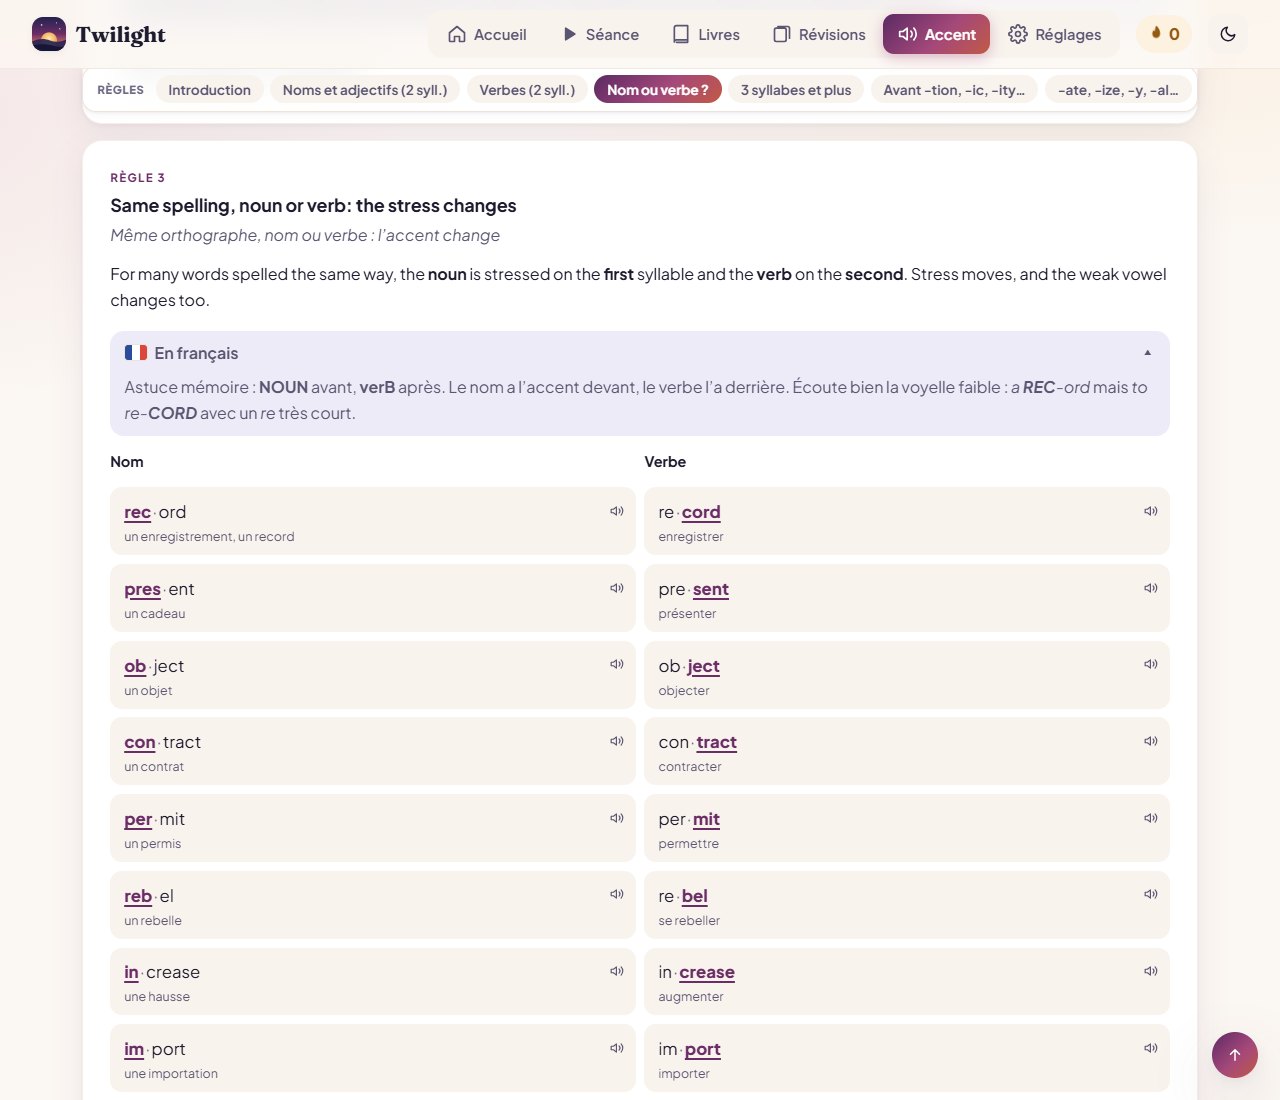 Twilight
Accueil
Séance
Livres
Révisions
Accent
Réglages
0
RÈGLES
Introduction
Noms et adjectifs (2 syll.)
Verbes (2 syll.)
Nom ou verbe ?
3 syllabes et plus
Avant -tion, -ic, -ity…
-ate, -ize, -y, -al…
RÈGLE 3
Same spelling, noun or verb: the stress changes
Même orthographe, nom ou verbe : l’accent change
For many words spelled the same way, the noun is stressed on the first syllable and the verb on the second. Stress moves, and the weak vowel
changes too.
En français
Astuce mémoire : NOUN avant, verB après. Le nom a l’accent devant, le verbe l’a derrière. Écoute bien la voyelle faible : a REC-ord mais to
re-CORD avec un re très court.
Nom
Verbe
rec·ord
un enregistrement, un record
re·cord
enregistrer
pres·ent
un cadeau
pre·sent
présenter
ob·ject
un objet
ob·ject
objecter
con·tract
un contrat
con·tract
contracter
per·mit
un permis
per·mit
permettre
reb·el
un rebelle
re·bel
se rebeller
in·crease
une hausse
in·crease
augmenter
im·port
une importation
im·port
importer